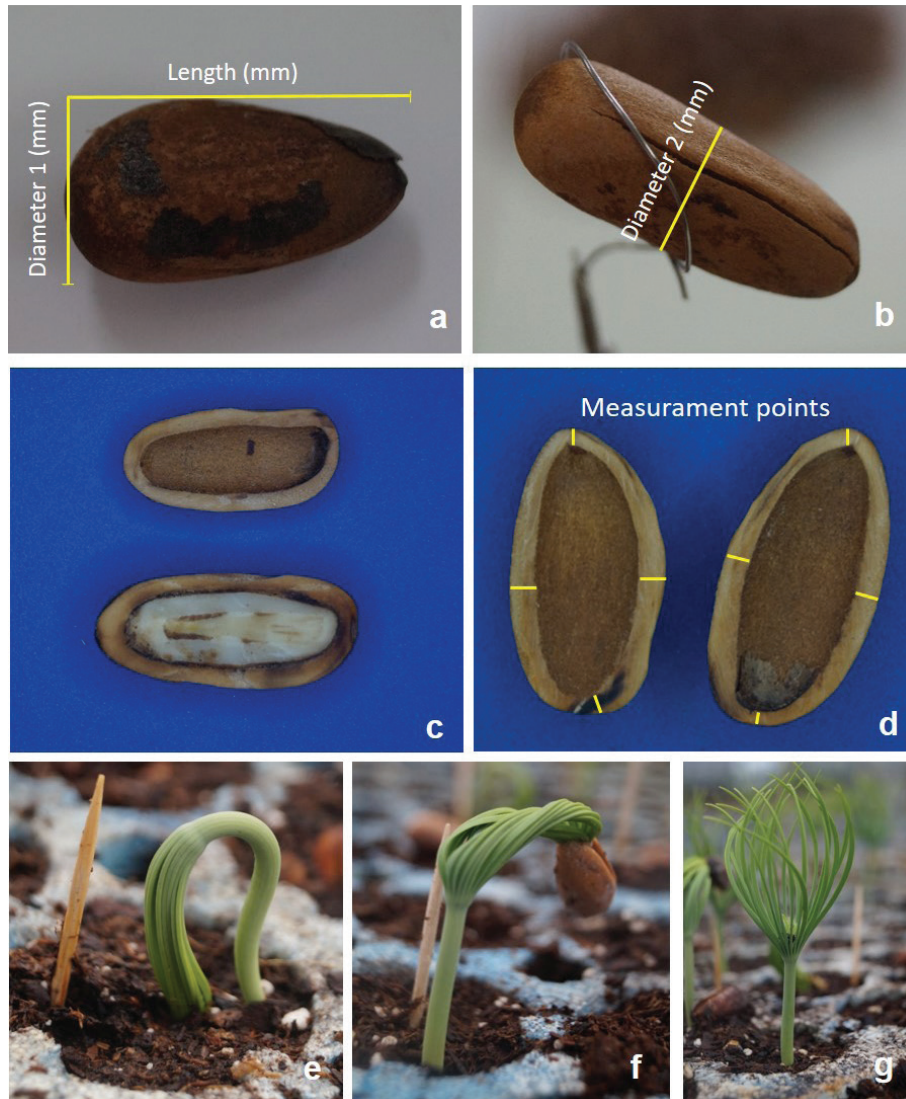 Length (mm)
Diameter 1 (mm)
a
Diameter 2 (mm)
b
c
Measurament points
d
e
f
g